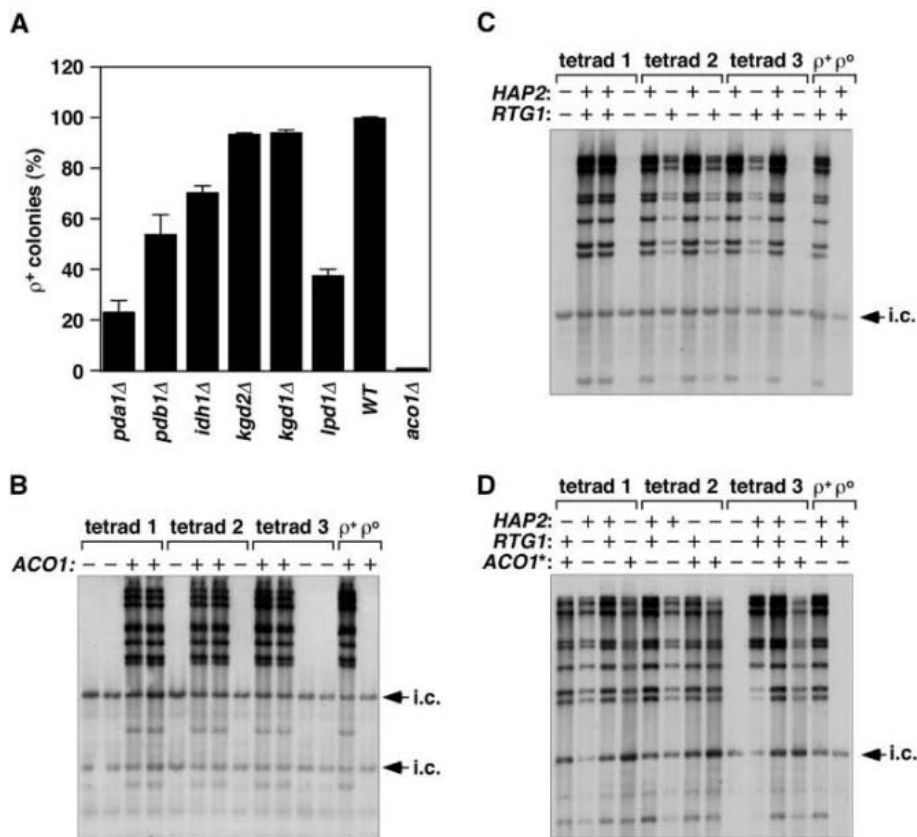 A
120
100
80
60
40
20
0
ρ⁺ colonies (%)
pda1Δ
pdb1Δ
idh1Δ
kgd2Δ
kgd1Δ
lpd1Δ
WT
aco1Δ
B
tetrad 1 tetrad 2 tetrad 3 ρ⁺ ρ°
ACO1: − − + + − + + − + + − − + +
i.c.
i.c.
C
tetrad 1 tetrad 2 tetrad 3 ρ⁺ ρ°
HAP2: − + + − + − + − + − + − + +
RTG1: − + + − − + − + − + + − + +
i.c.
D
tetrad 1 tetrad 2 tetrad 3 ρ⁺ ρ°
HAP2: − + + − + + − − − + + − + +
RTG1: + − + − + − + − − + + − + +
ACO1*: + − − + − − + + − − + + − −
i.c.